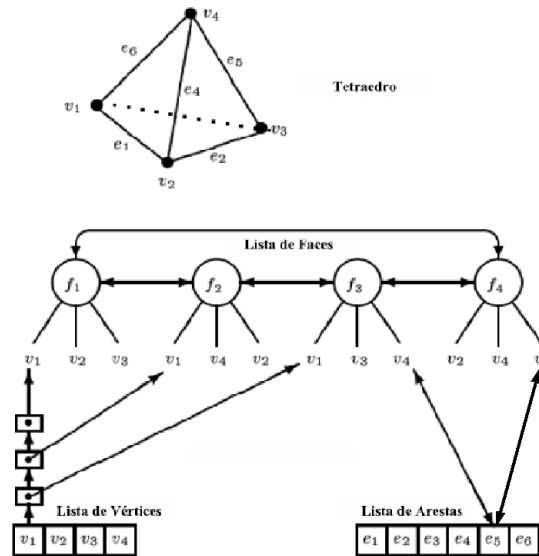 v4
e6
e5
e4
Tetraedro
v1
v3
e1
e2
v2
Lista de Faces
f1 f2 f3 f4
v1 v2 v3 v1 v4 v2 v1 v3 v4 v2 v4
Lista de Vértices
Lista de Arestas
v1 v2 v3 v4
e1 e2 e3 e4 e5 e6